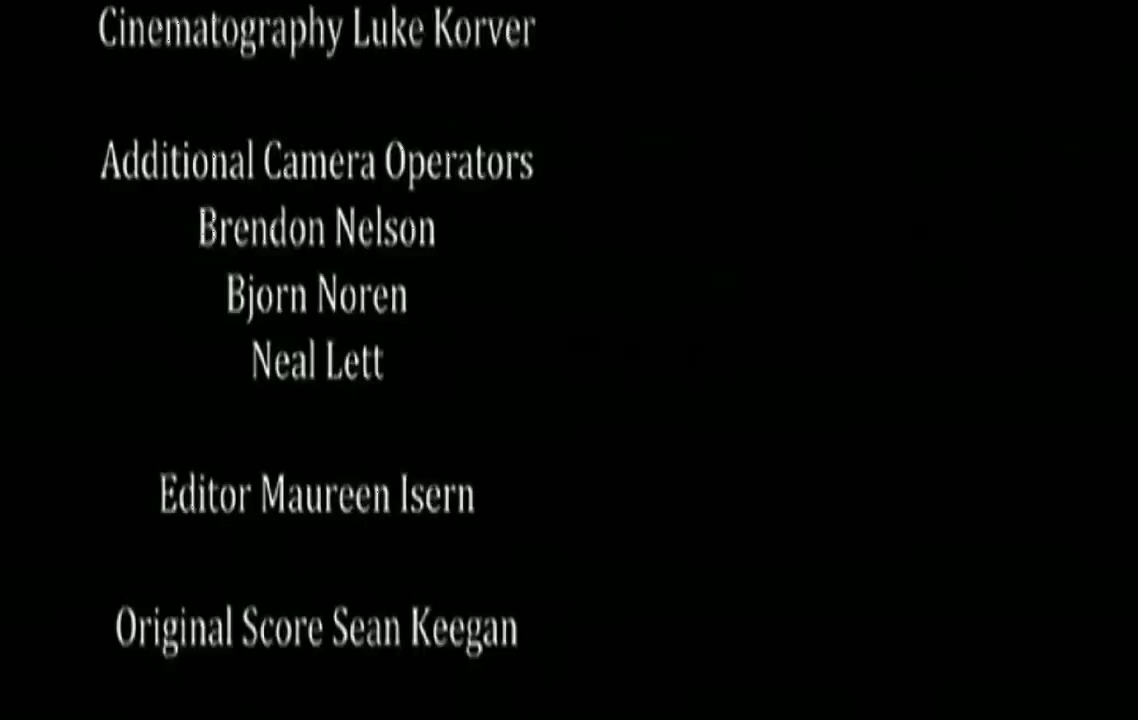 Cinematography Luke Korver
Additional Camera Operators
Brendon Nelson
Bjorn Noren
Neal Lett
Editor Maureen Isern
Original Score Sean Keegan